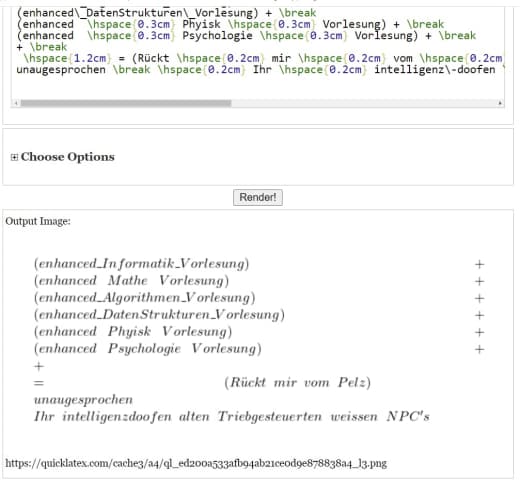 (enhanced\_DatenStrukturen\_Vorlesung) + \break
(enhanced \hspace{0.3cm} Phyisk \hspace{0.3cm} Vorlesung) + \break
(enhanced \hspace{0.3cm} Psychologie \hspace{0.3cm} Vorlesung) + \break
+ \break
\hspace{1.2cm} = (Rückt \hspace{0.2cm} mir \hspace{0.2cm} vom \hspace{0.2cm
unaugesprochen \break \hspace{0.2cm} Ihr \hspace{0.2cm} intelligenz\-doofen \
Choose Options
Render!
Output Image:
(enhanced_Informatik_Vorlesung) +
(enhanced Mathe Vorlesung) +
(enhanced_Algorithmen_Vorlesung) +
(enhanced_DatenStrukturen_Vorlesung) +
(enhanced Phyisk Vorlesung) +
(enhanced Psychologie Vorlesung) +
+
= (Rückt mir vom Pelz)
unaugesprochen
Ihr intelligenzdoofen alten Triebgesteuerten weissen NPC's
https://quicklatex.com/cache3/a4/ql_ed200a533afb94ab21ce0d9e878838a4_l3.png